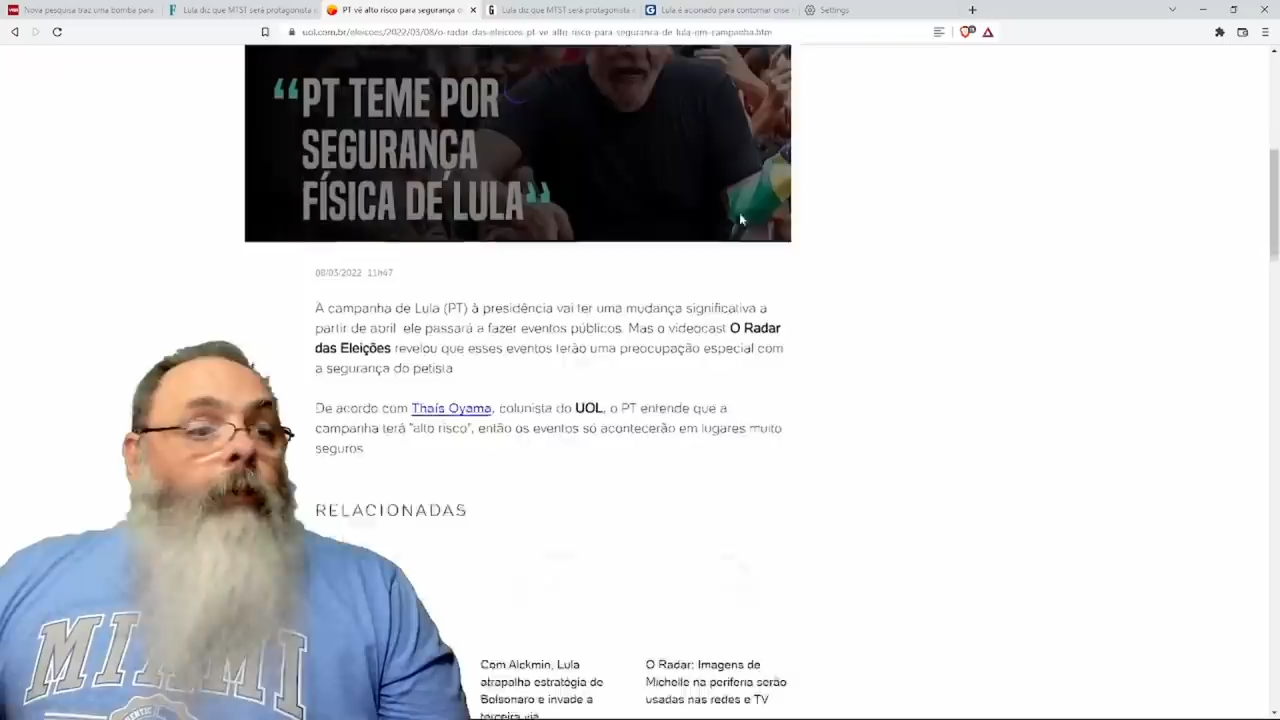 Nova pesquisa traz uma bomba para
Lula diz que MTST será protagonista
PT vê alto risco para segurança
Lula diz que MTST será protagonista
Lula é acionado para contornar crise
Settings
uol.com.br/eleicoes/2022/03/08/o-radar-das-eleicoes-pt-ve-alto-risco-para-seguranca-de-lula-em-campanha.htm
“PT TEME POR
SEGURANÇA
FÍSICA DE LULA”
08/03/2022 11h47
A campanha de Lula (PT) à presidência vai ter uma mudança significativa a
partir de abril ele passará a fazer eventos públicos. Mas o videocast O Radar
das Eleições revelou que esses eventos terão uma preocupação especial com
a segurança do petista
De acordo com Thaís Oyama, colunista do UOL, o PT entende que a
campanha terá "alto risco", então os eventos só acontecerão em lugares muito
seguros
RELACIONADAS
Com Alckmin, Lula
atrapalha estratégia de
Bolsonaro e invade a
terceira via
O Radar: Imagens de
Michelle na periferia serão
usadas nas redes e TV
MIAMI